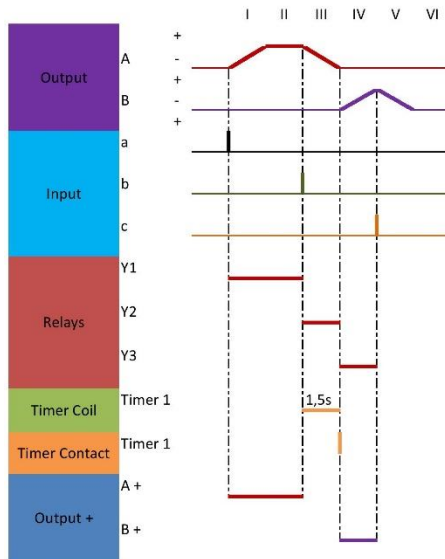 I II III IV V VI
+
A -
Output +
B -
+
a
Input b
c
Y1
Relays Y2
Y3
Timer Coil Timer 1 1,5s
Timer Contact Timer 1
A +
Output +
B +